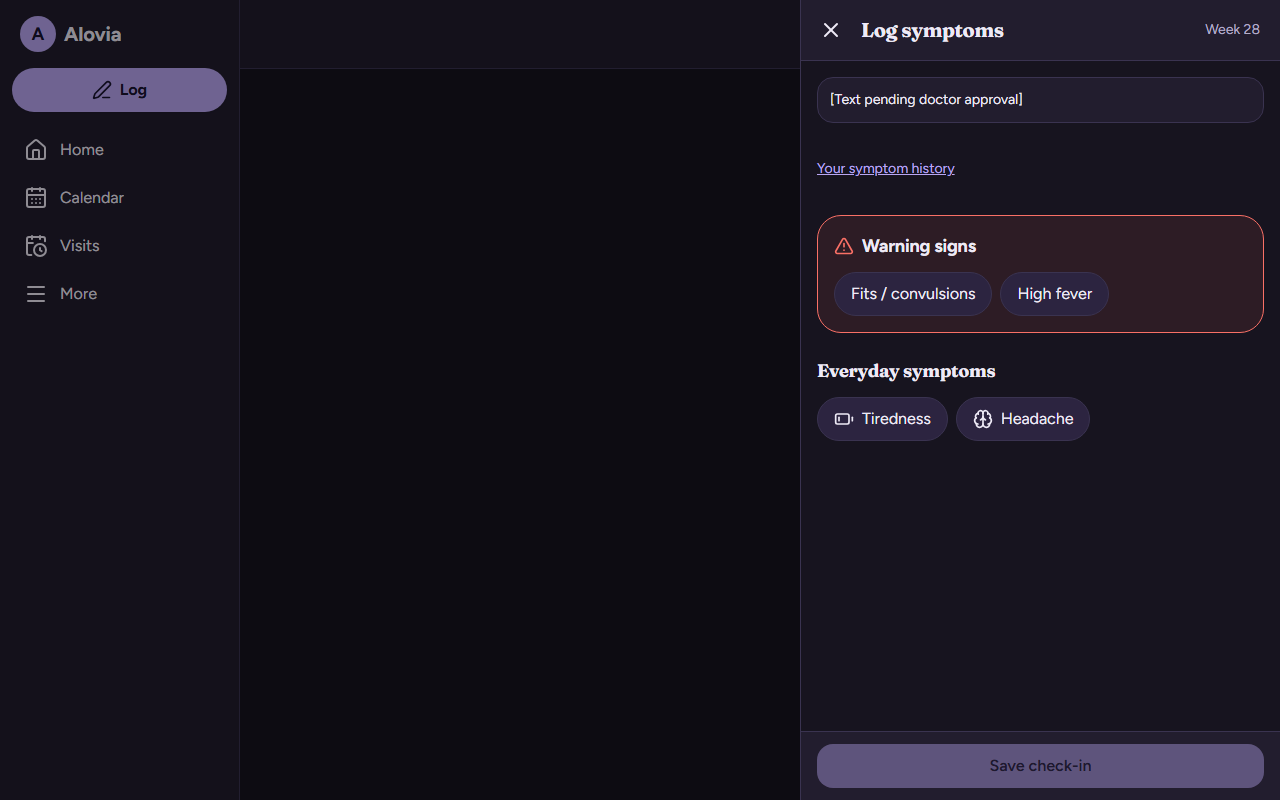 A Alovia
Log
Home
Calendar
Visits
More
Log symptoms
Week 28
[Text pending doctor approval]
Your symptom history
Warning signs
Fits / convulsions
High fever
Everyday symptoms
Tiredness
Headache
Save check-in